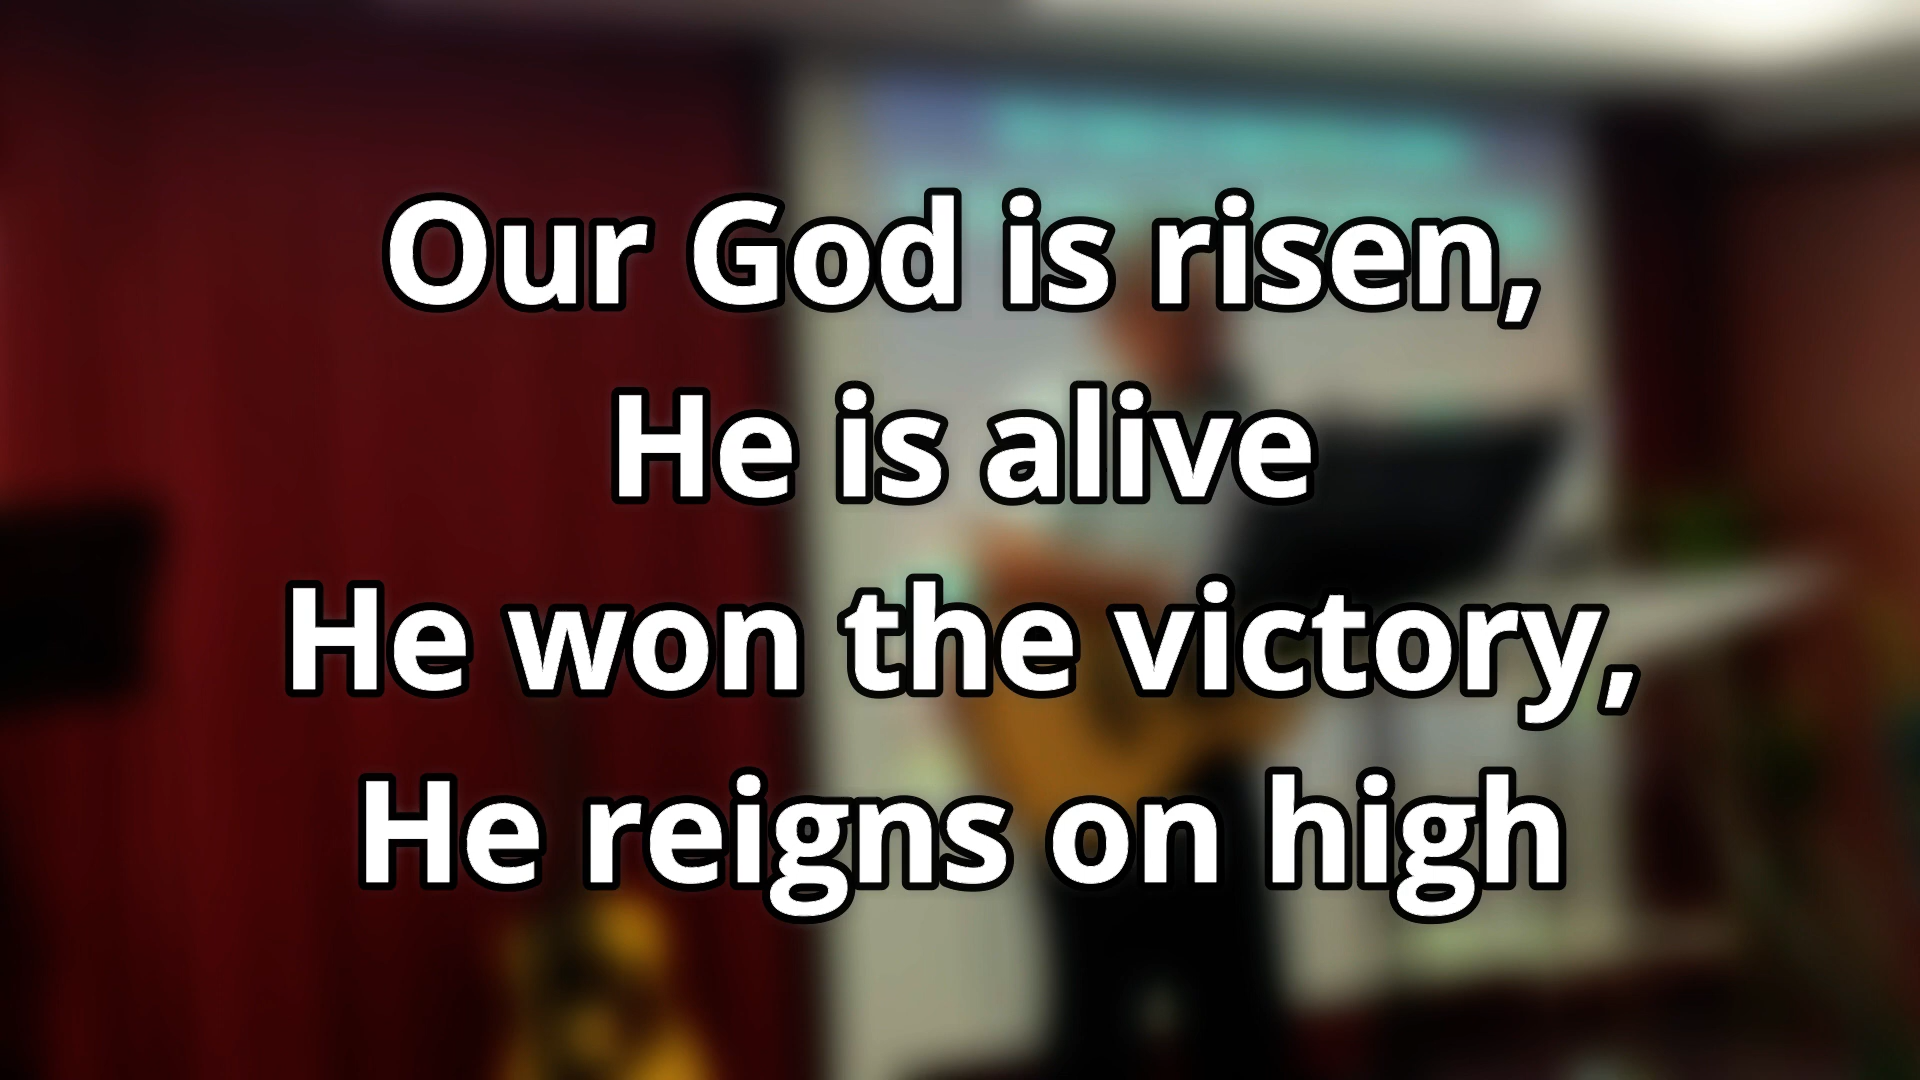 Our God is risen,
He is alive
He won the victory,
He reigns on high